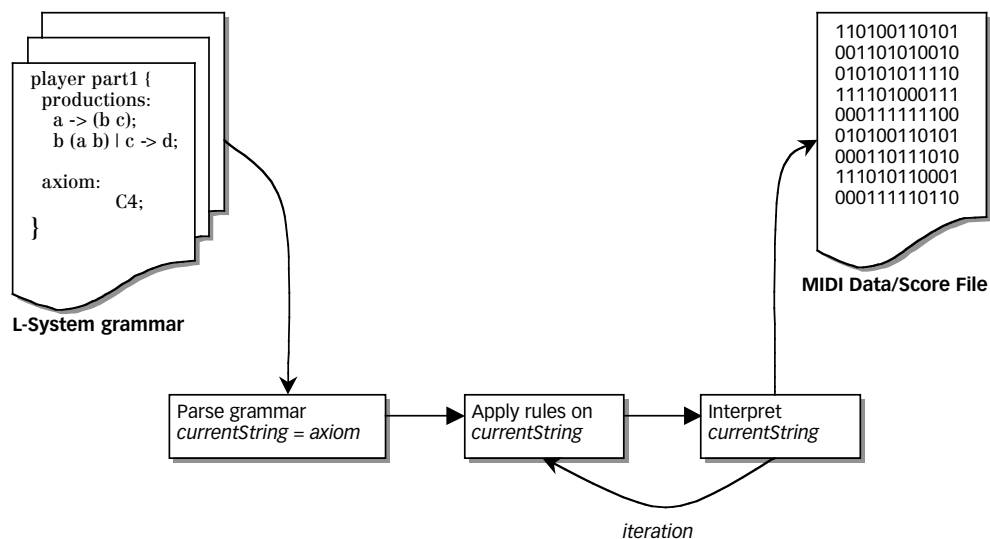 player part1 {
productions:
a -> (b c);
b (a b) | c -> d;
axiom:
C4;
}
L-System grammar
110100110101
001101010010
010101011110
111101000111
000111111100
010100110101
000110111010
111010110001
000111110110
MIDI Data/Score File
Parse grammar
currentString = axiom
Apply rules on
currentString
Interpret
currentString
iteration